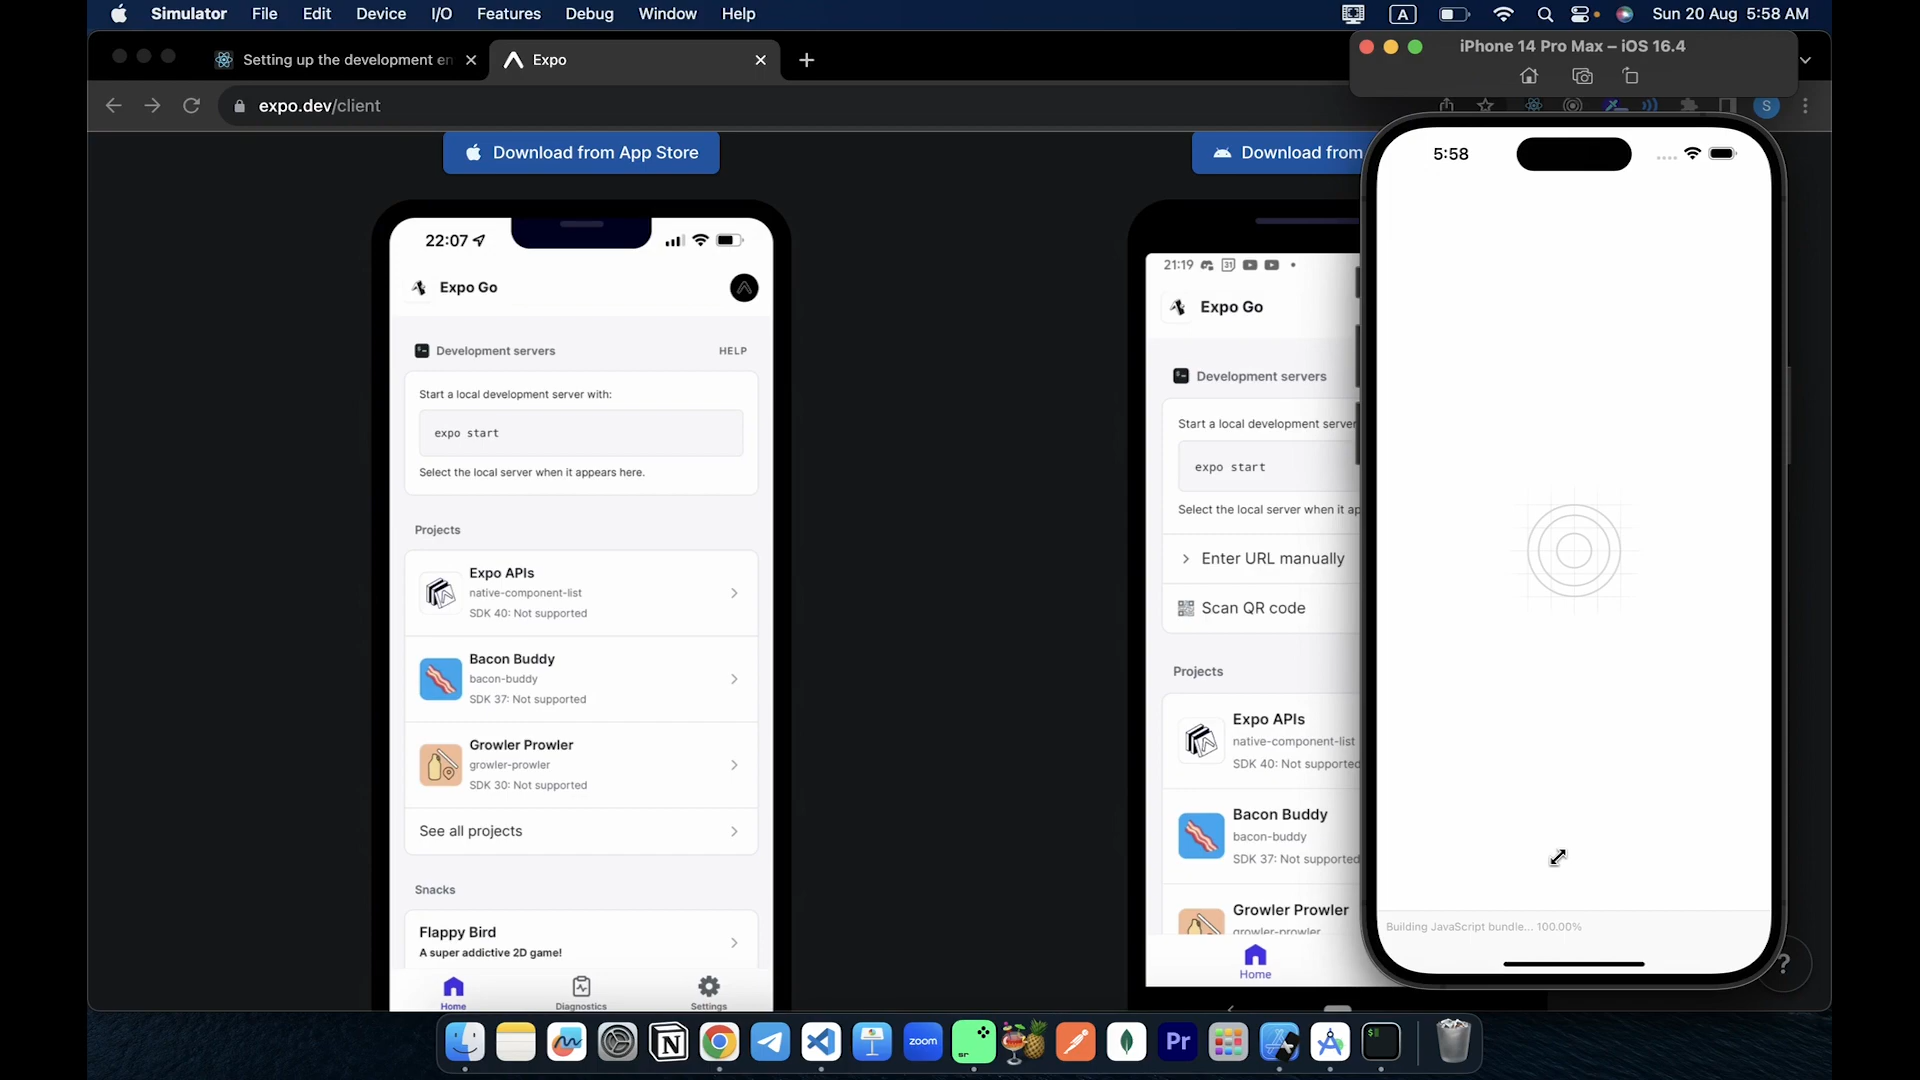 Simulator File Edit Device I/O Features Debug Window Help
A
Sun 20 Aug 5:58 AM
Setting up the development en
Expo
iPhone 14 Pro Max – iOS 16.4
expo.dev/client
S
Download from App Store
Download from
22:07
Expo Go
Development servers
HELP
Start a local development server with:
expo start
Select the local server when it appears here.
Projects
Expo APIs
native-component-list
SDK 40: Not supported
Bacon Buddy
bacon-buddy
SDK 37: Not supported
Growler Prowler
growler-prowler
SDK 30: Not supported
See all projects
Snacks
Flappy Bird
A super addictive 2D game!
Home
Diagnostics
Settings
21:19
31
Expo Go
Development servers
Start a local development server
expo start
Select the local server when it ap
Enter URL manually
Scan QR code
Projects
Expo APIs
native-component-list
SDK 40: Not supported
Bacon Buddy
bacon-buddy
SDK 37: Not supported
Growler Prowler
growler-prowler
Home
5:58
Building JavaScript bundle... 100.00%
?
zoom
sr
Pr
$